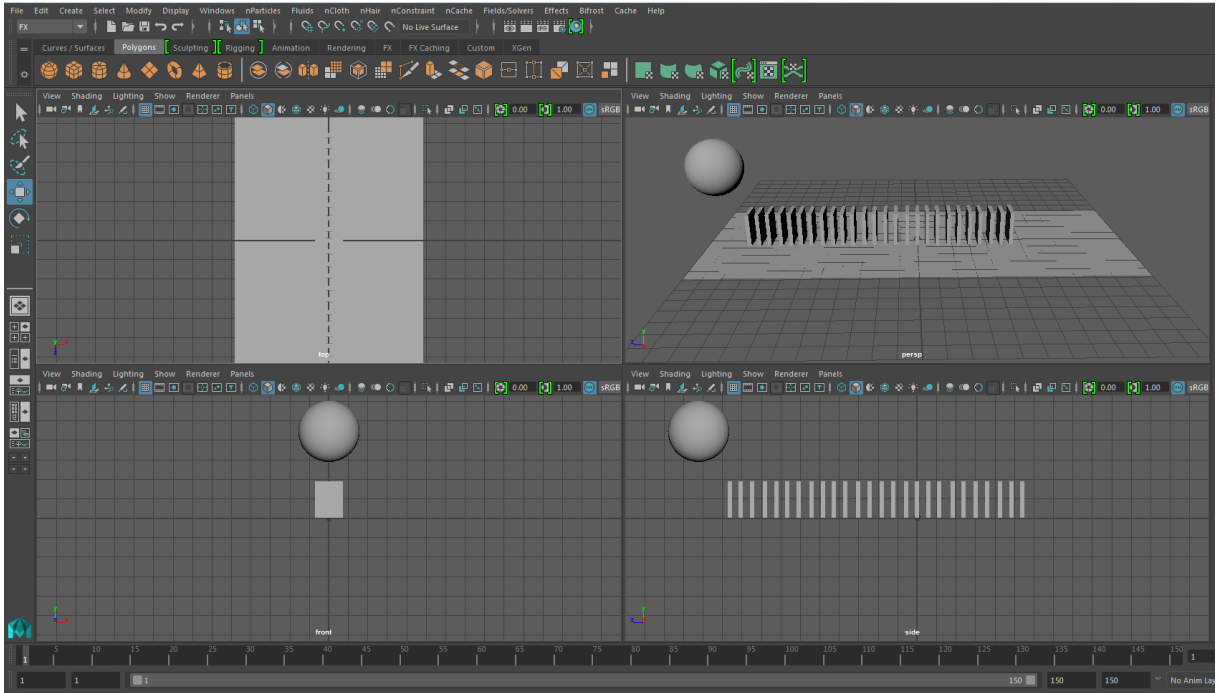 File Edit Create Select Modify Display Windows nParticles Fluids nCloth nHair nConstraint nCache Fields/Solvers Effects Bifrost Cache Help
FX No Live Surface
Curves / Surfaces Polygons Sculpting Rigging Animation Rendering FX FX Caching Custom XGen
View Shading Lighting Show Renderer Panels
0.00 1.00 sRGB
top
View Shading Lighting Show Renderer Panels
0.00 1.00 sRGB
persp
View Shading Lighting Show Renderer Panels
0.00 1.00 sRGB
front
View Shading Lighting Show Renderer Panels
0.00 1.00 sRGB
side
5 10 15 20 25 30 35 40 45 50 55 60 65 70 75 80 85 90 95 100 105 110 115 120 125 130 135 140 145 150
1 1
1 1 1 150 150 150 No Anim Lay